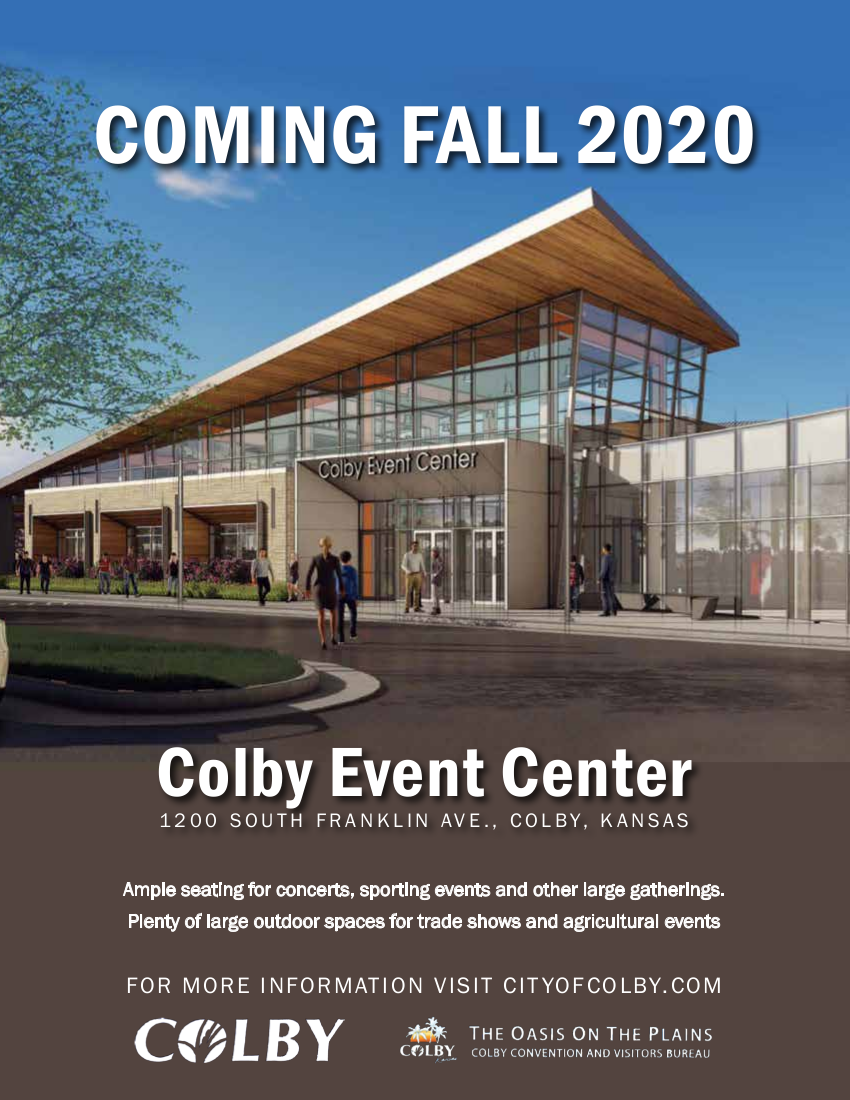 COMING FALL 2020
Colby Event Center
Colby Event Center
1200 SOUTH FRANKLIN AVE., COLBY, KANSAS
Ample seating for concerts, sporting events and other large gatherings.
Plenty of large outdoor spaces for trade shows and agricultural events
FOR MORE INFORMATION VISIT CITYOFCOLBY.COM
COLBY
COLBY
THE OASIS ON THE PLAINS
COLBY CONVENTION AND VISITORS BUREAU